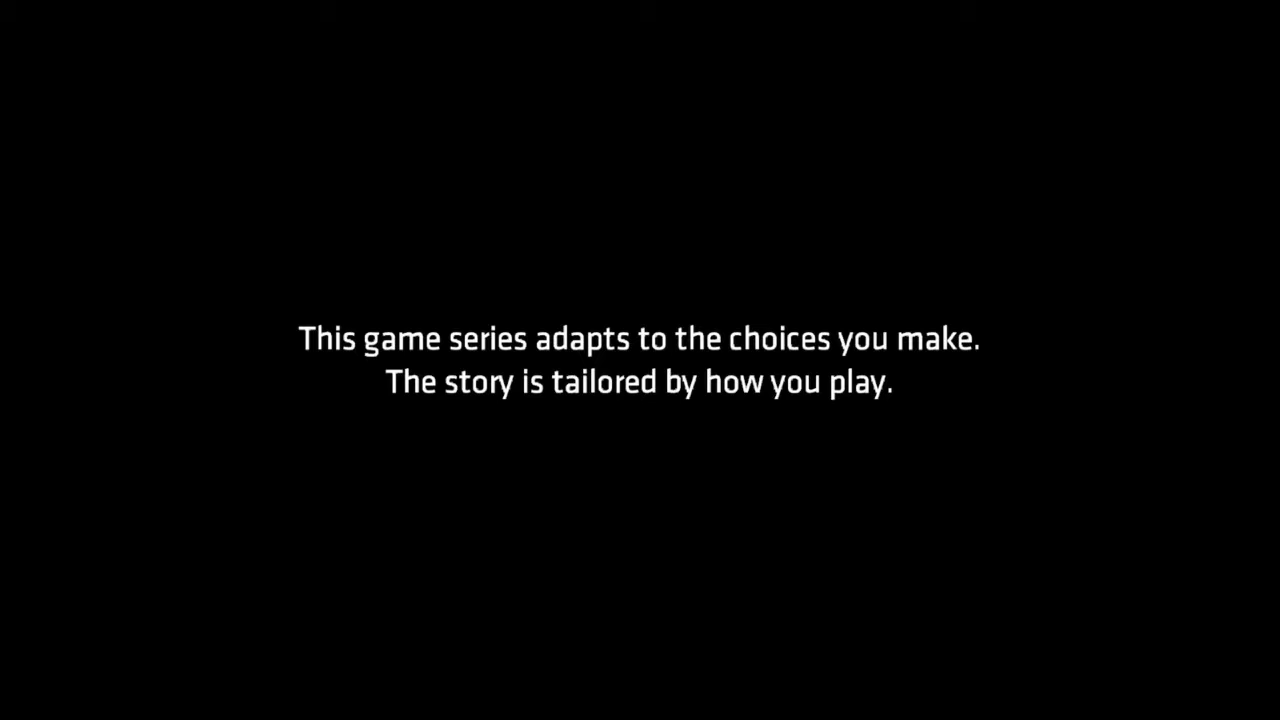 This game series adapts to the choices you make.
The story is tailored by how you play.